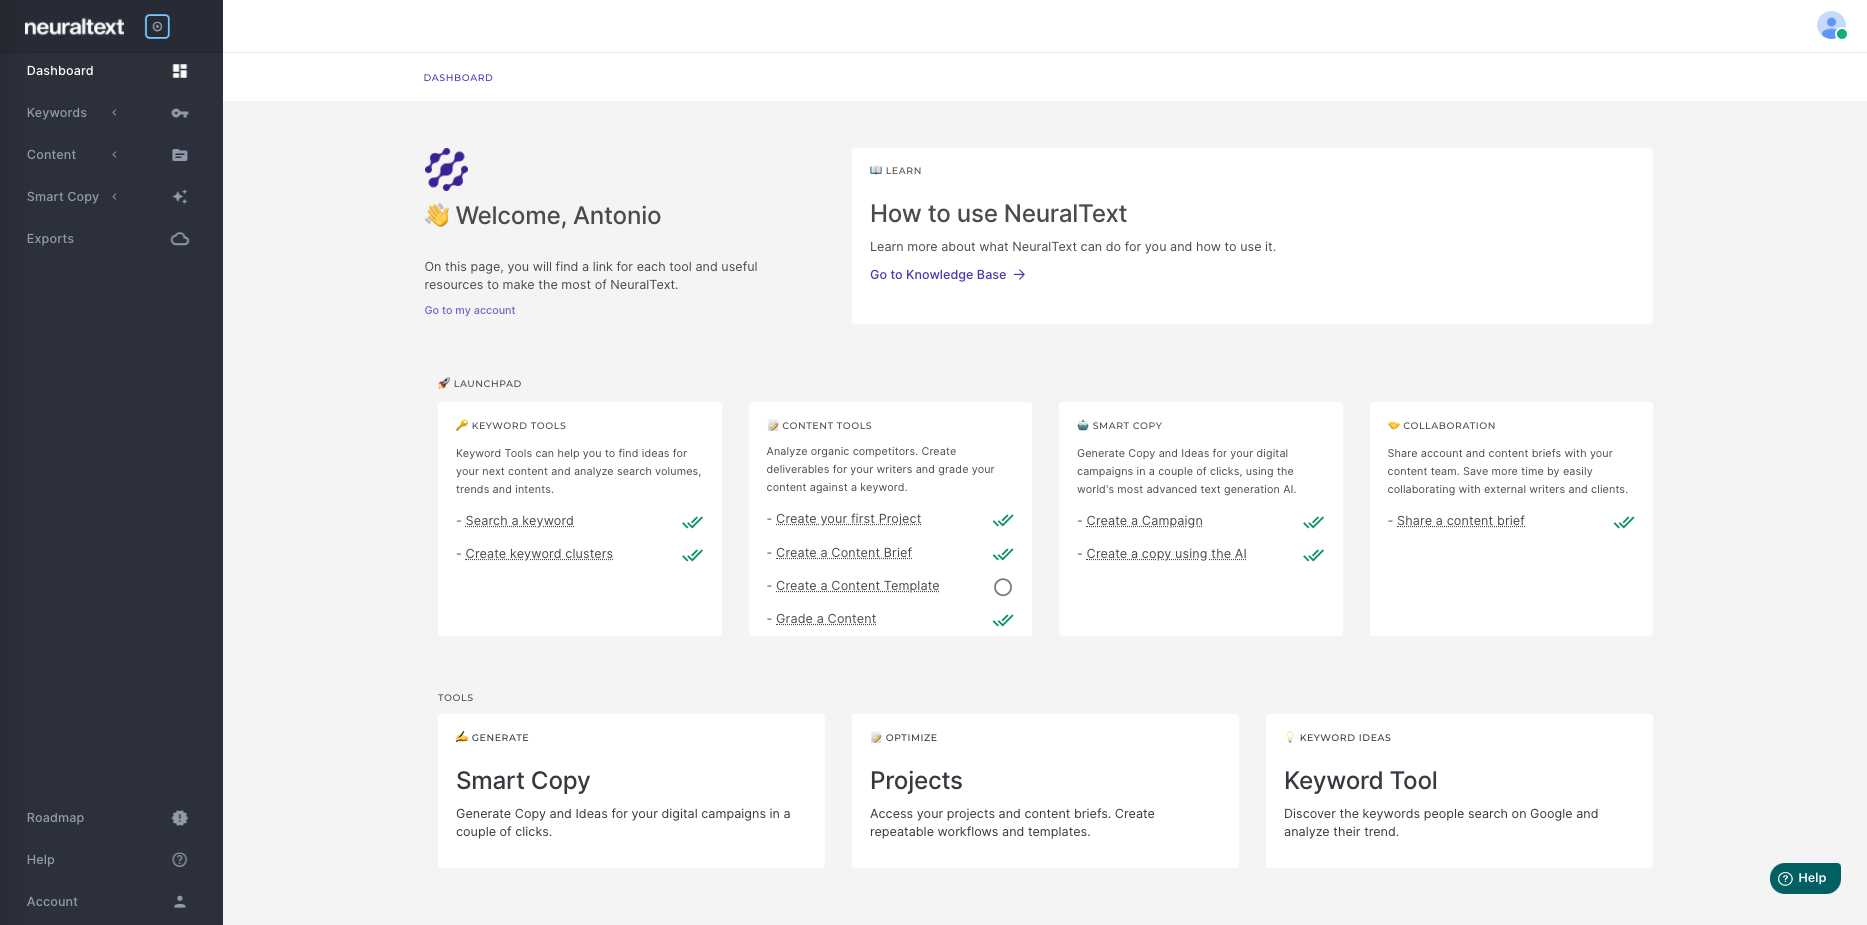 neuraltext
Dashboard
Keywords
Content
Smart Copy
Exports
Roadmap
Help
Account
DASHBOARD
Welcome, Antonio
On this page, you will find a link for each tool and useful
resources to make the most of NeuralText.
Go to my account
LEARN
How to use NeuralText
Learn more about what NeuralText can do for you and how to use it.
Go to Knowledge Base
LAUNCHPAD
KEYWORD TOOLS
Keyword Tools can help you to find ideas for
your next content and analyze search volumes,
trends and intents.
- Search a keyword
- Create keyword clusters
CONTENT TOOLS
Analyze organic competitors. Create
deliverables for your writers and grade your
content against a keyword.
- Create your first Project
- Create a Content Brief
- Create a Content Template
- Grade a Content
SMART COPY
Generate Copy and Ideas for your digital
campaigns in a couple of clicks, using the
world's most advanced text generation AI.
- Create a Campaign
- Create a copy using the AI
COLLABORATION
Share account and content briefs with your
content team. Save more time by easily
collaborating with external writers and clients.
- Share a content brief
TOOLS
GENERATE
Smart Copy
Generate Copy and Ideas for your digital campaigns in a
couple of clicks.
OPTIMIZE
Projects
Access your projects and content briefs. Create
repeatable workflows and templates.
KEYWORD IDEAS
Keyword Tool
Discover the keywords people search on Google and
analyze their trend.
Help